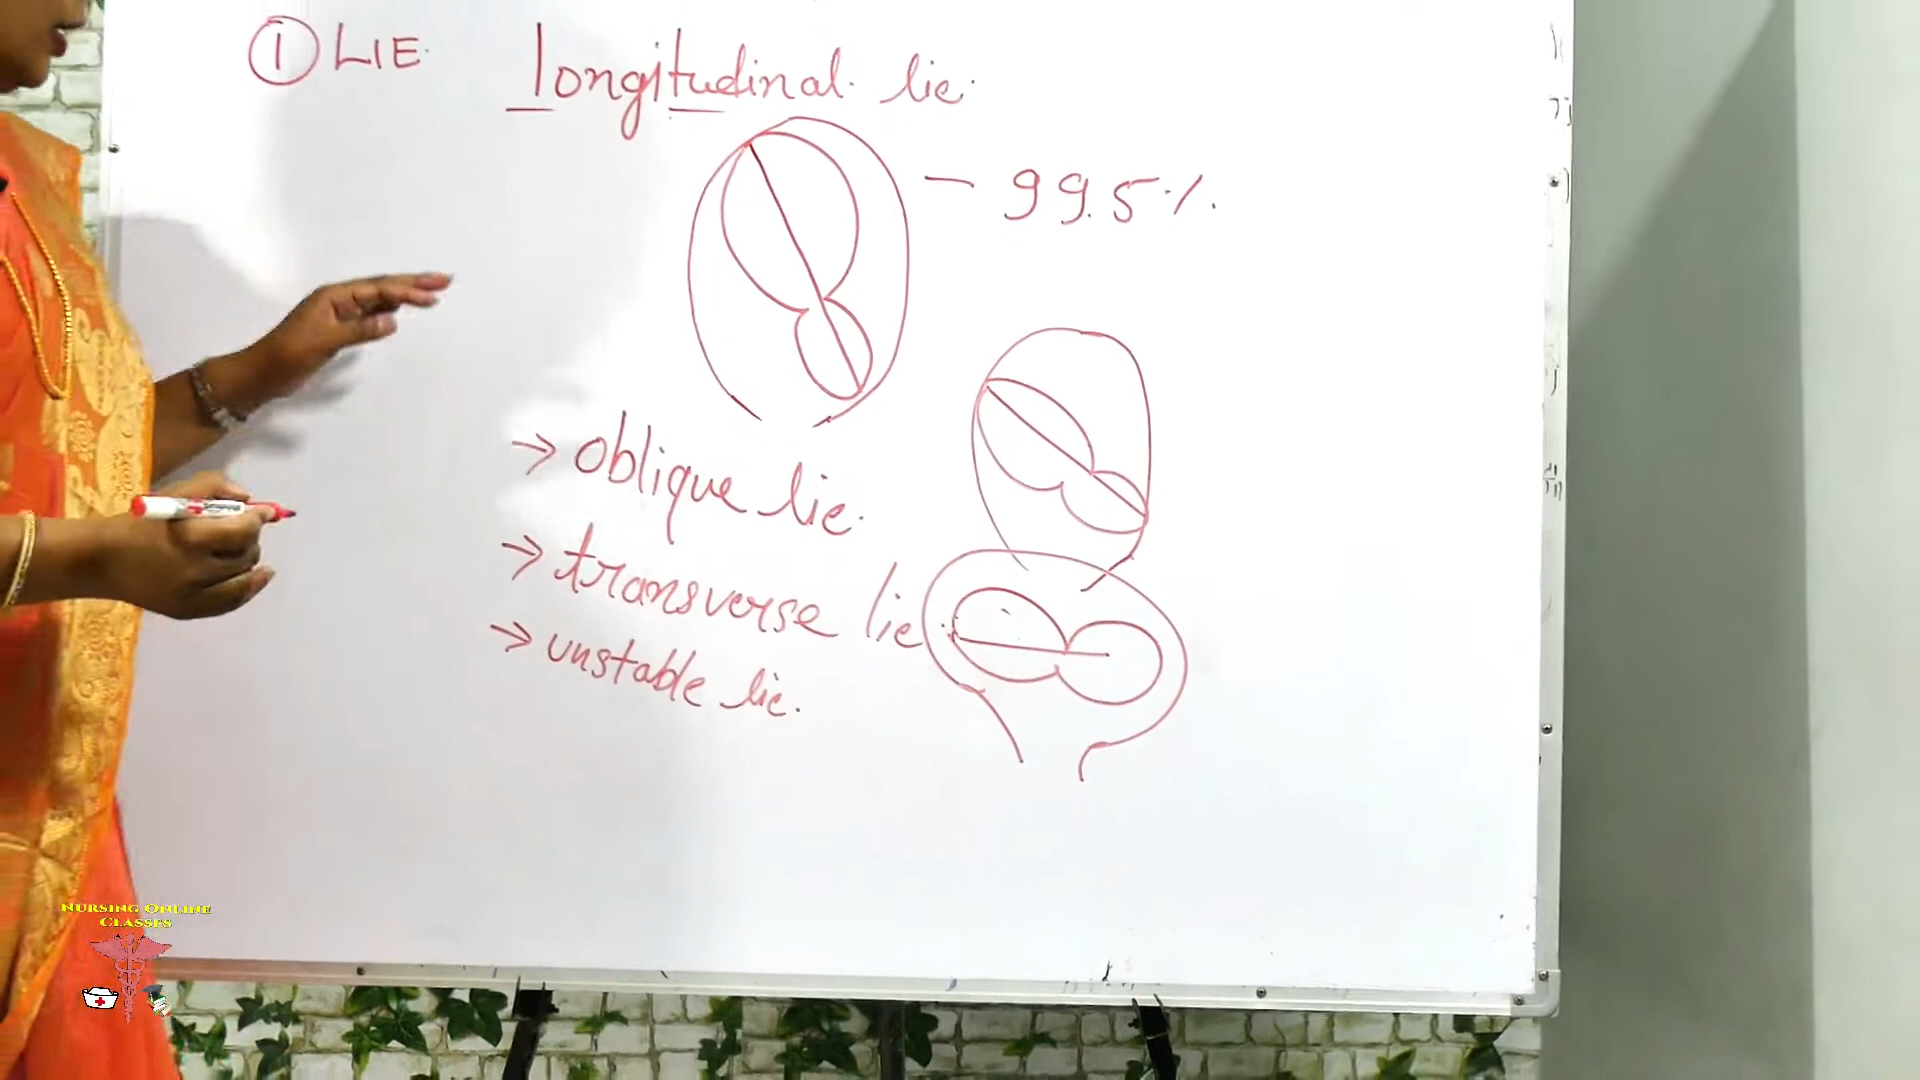 ① LIE.
longitudinal lie.
- 99.5%.
→ oblique lie.
→ transverse lie.
→ unstable lie.
NURSING ONLINE
CLASSES